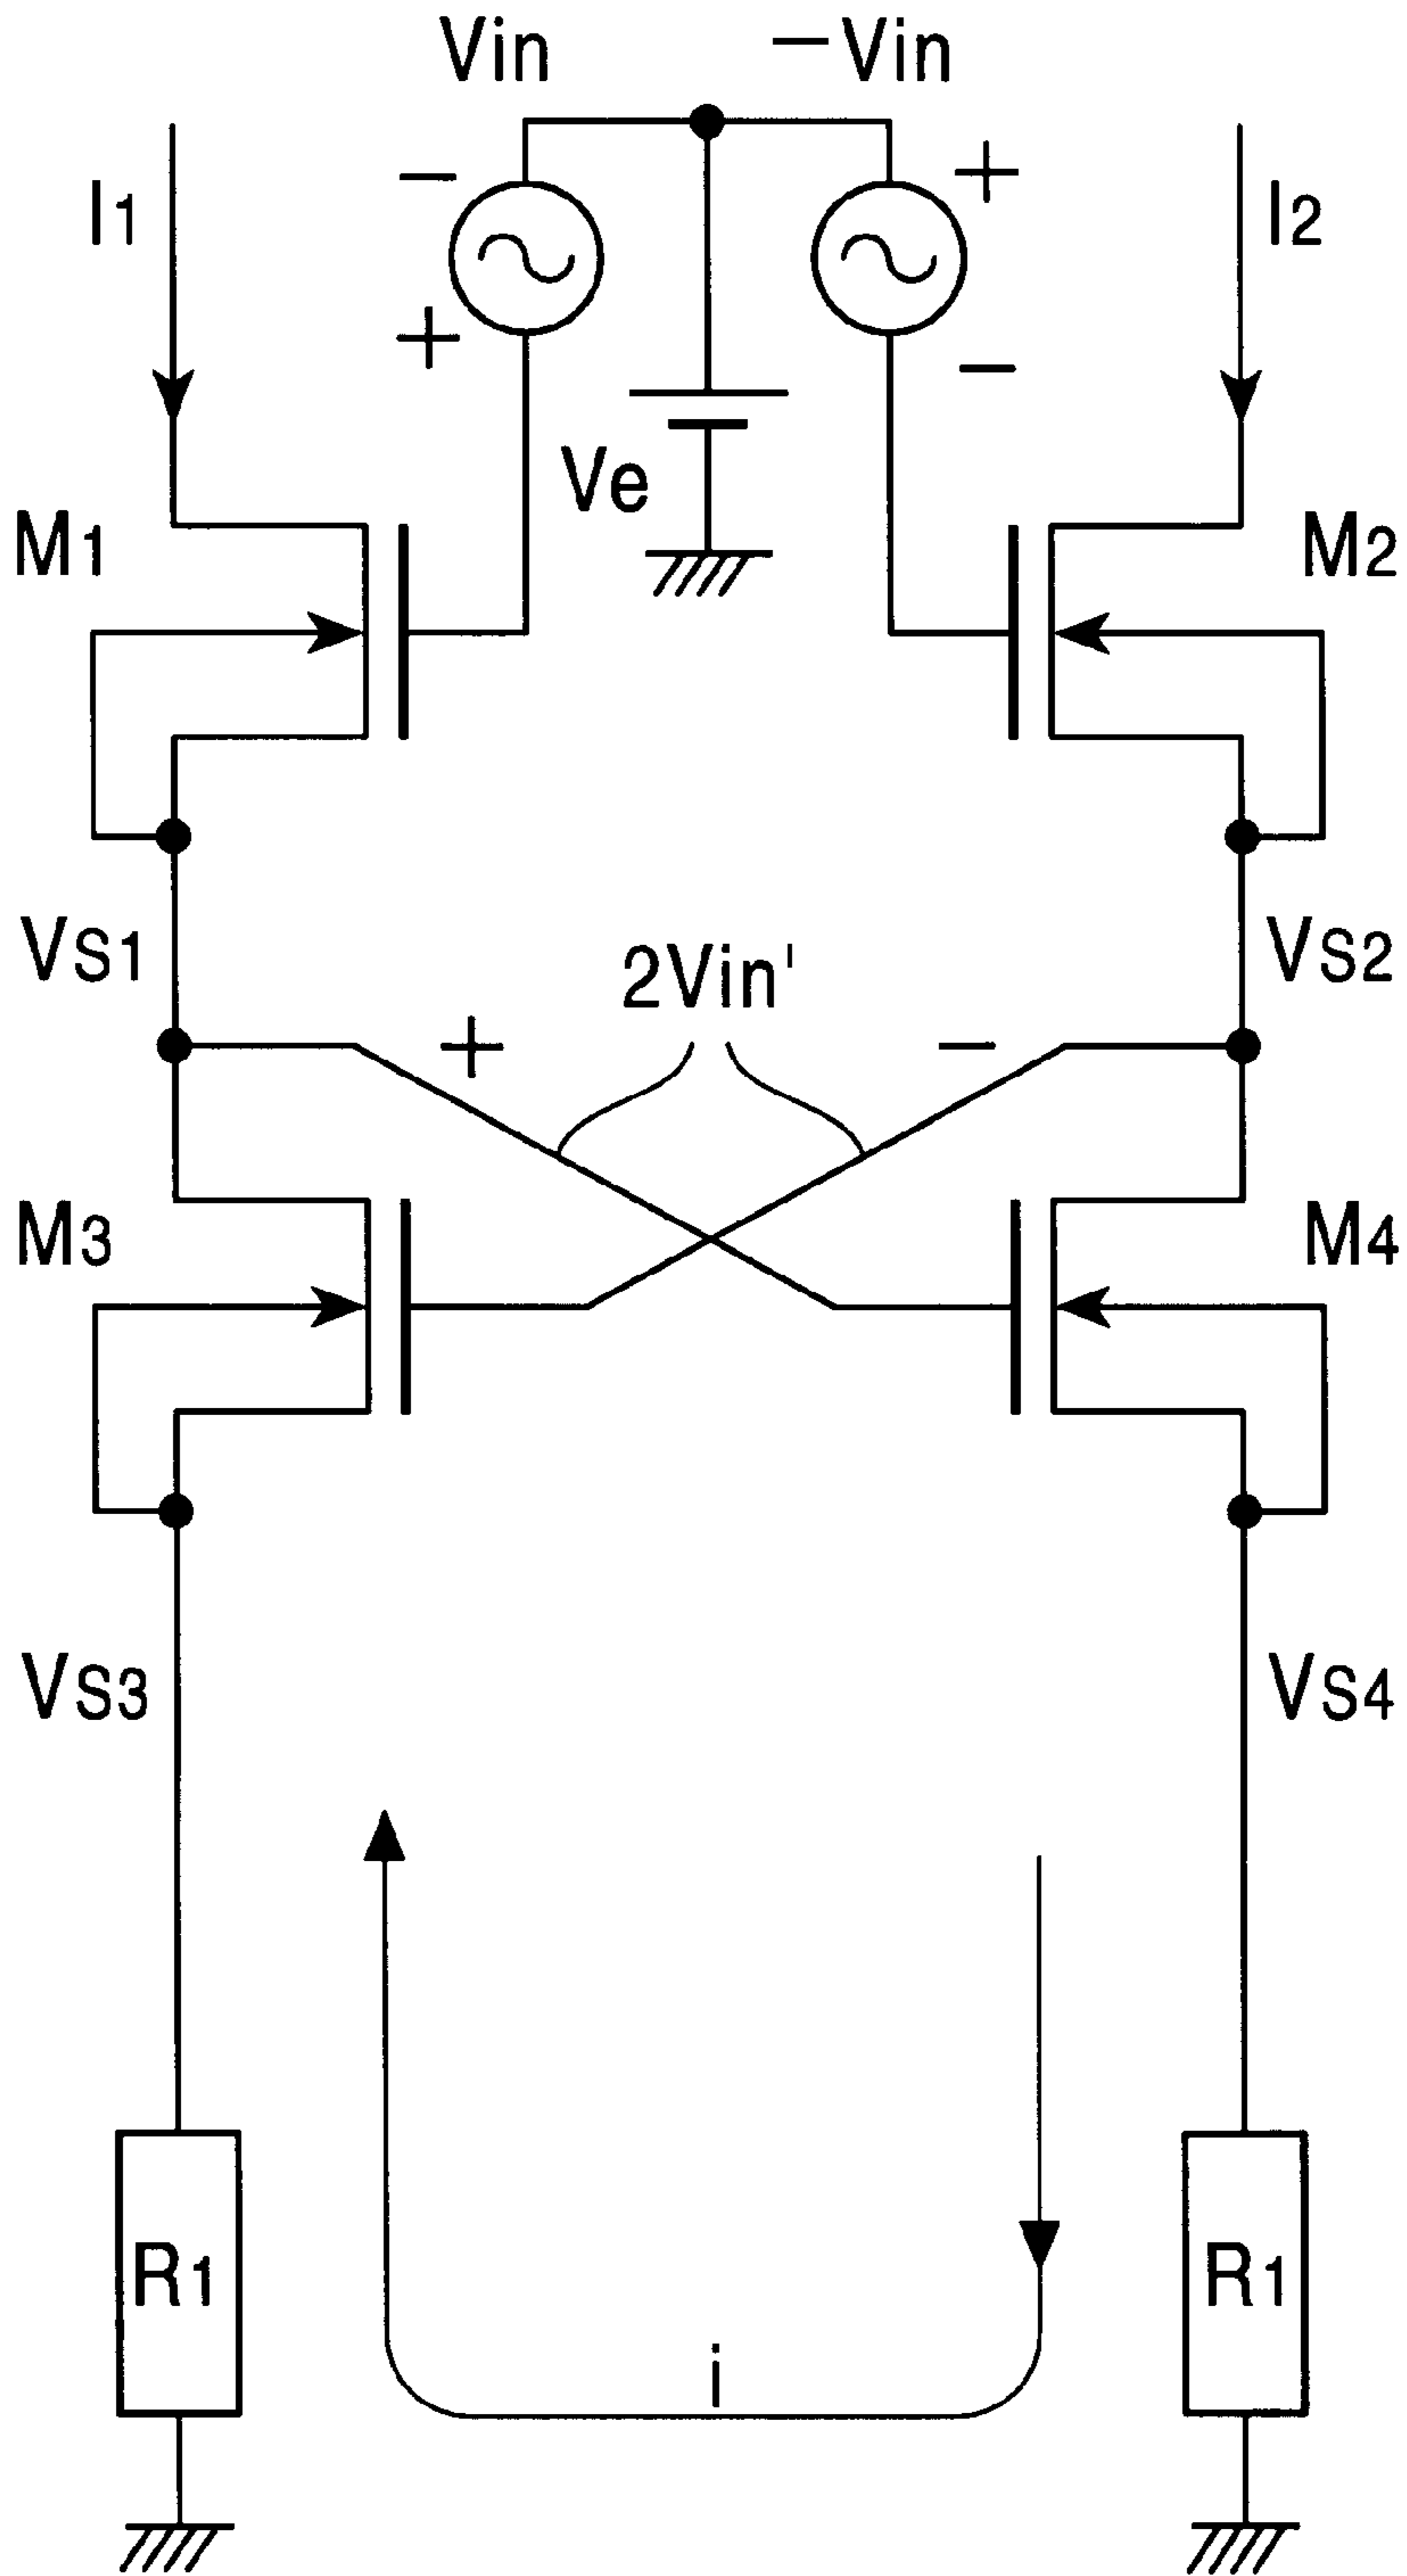 Vin
−Vin
−
+
I1
I2
+
−
Ve
M1
M2
VS1
VS2
2Vin'
+
−
M3
M4
VS3
VS4
R1
R1
i